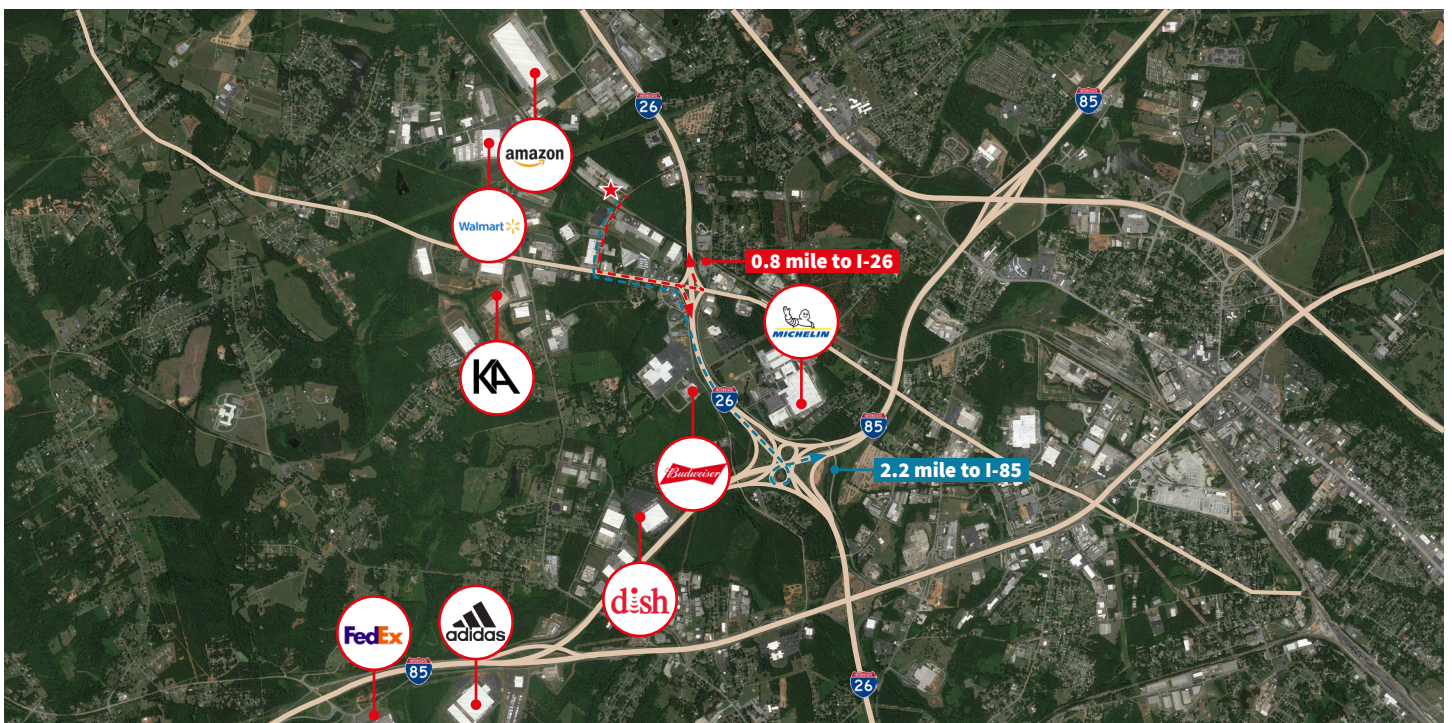 26
85
amazon
Walmart
0.8 mile to I-26
MICHELIN
KA
26
85
Budweiser
2.2 mile to I-85
dish
FedEx
adidas
85
26